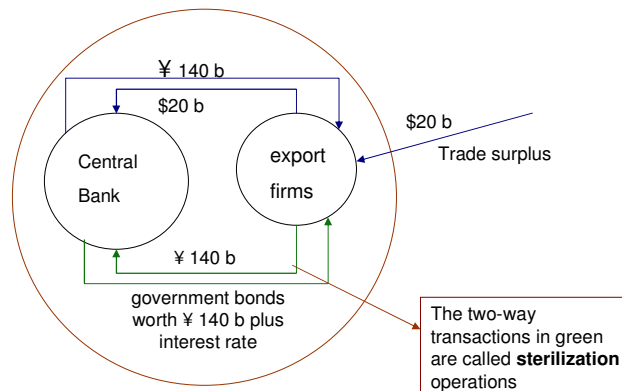 ¥ 140 b
$20 b
$20 b
Trade surplus
Central
Bank
export
firms
¥ 140 b
government bonds
worth ¥ 140 b plus
interest rate
The two-way
transactions in green
are called sterilization
operations